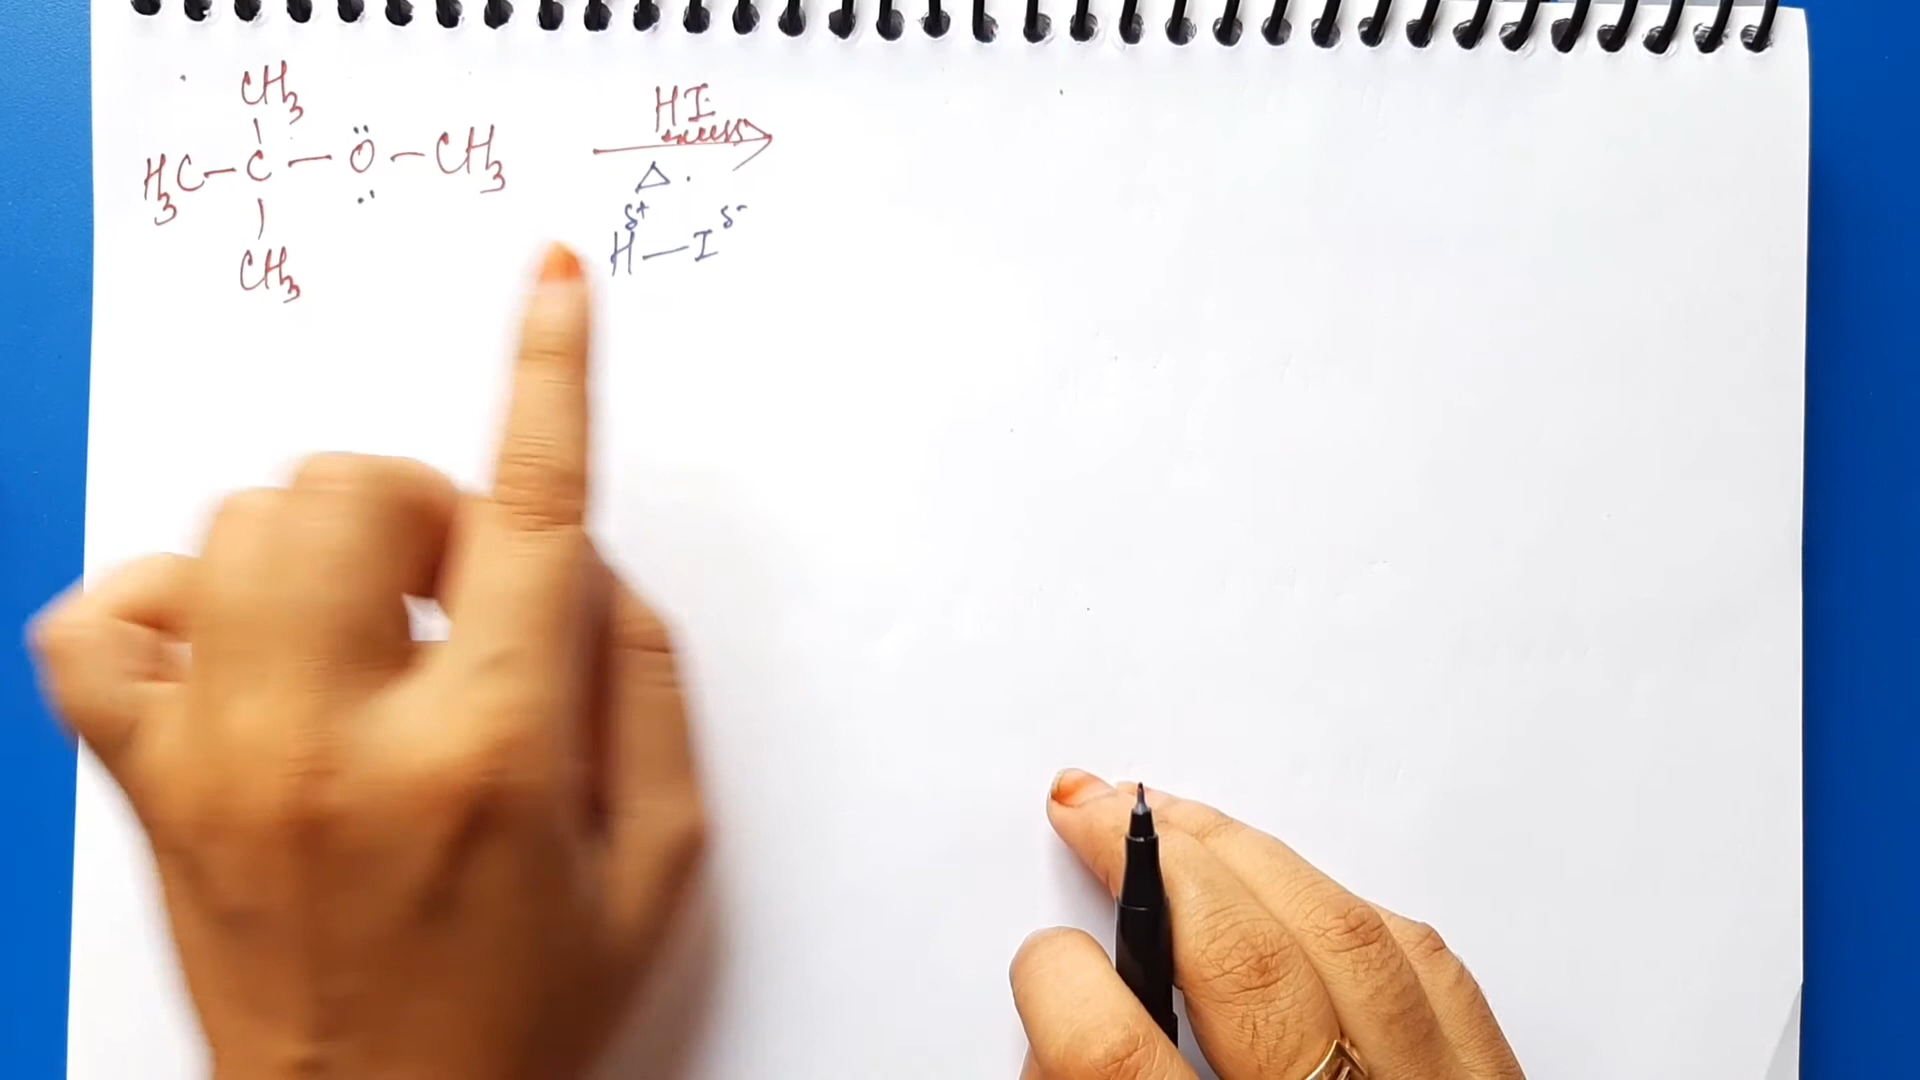 CH3
H3C-C-Ö-CH3
CH3
HI
excess
Δ
δ+ δ-
H-I